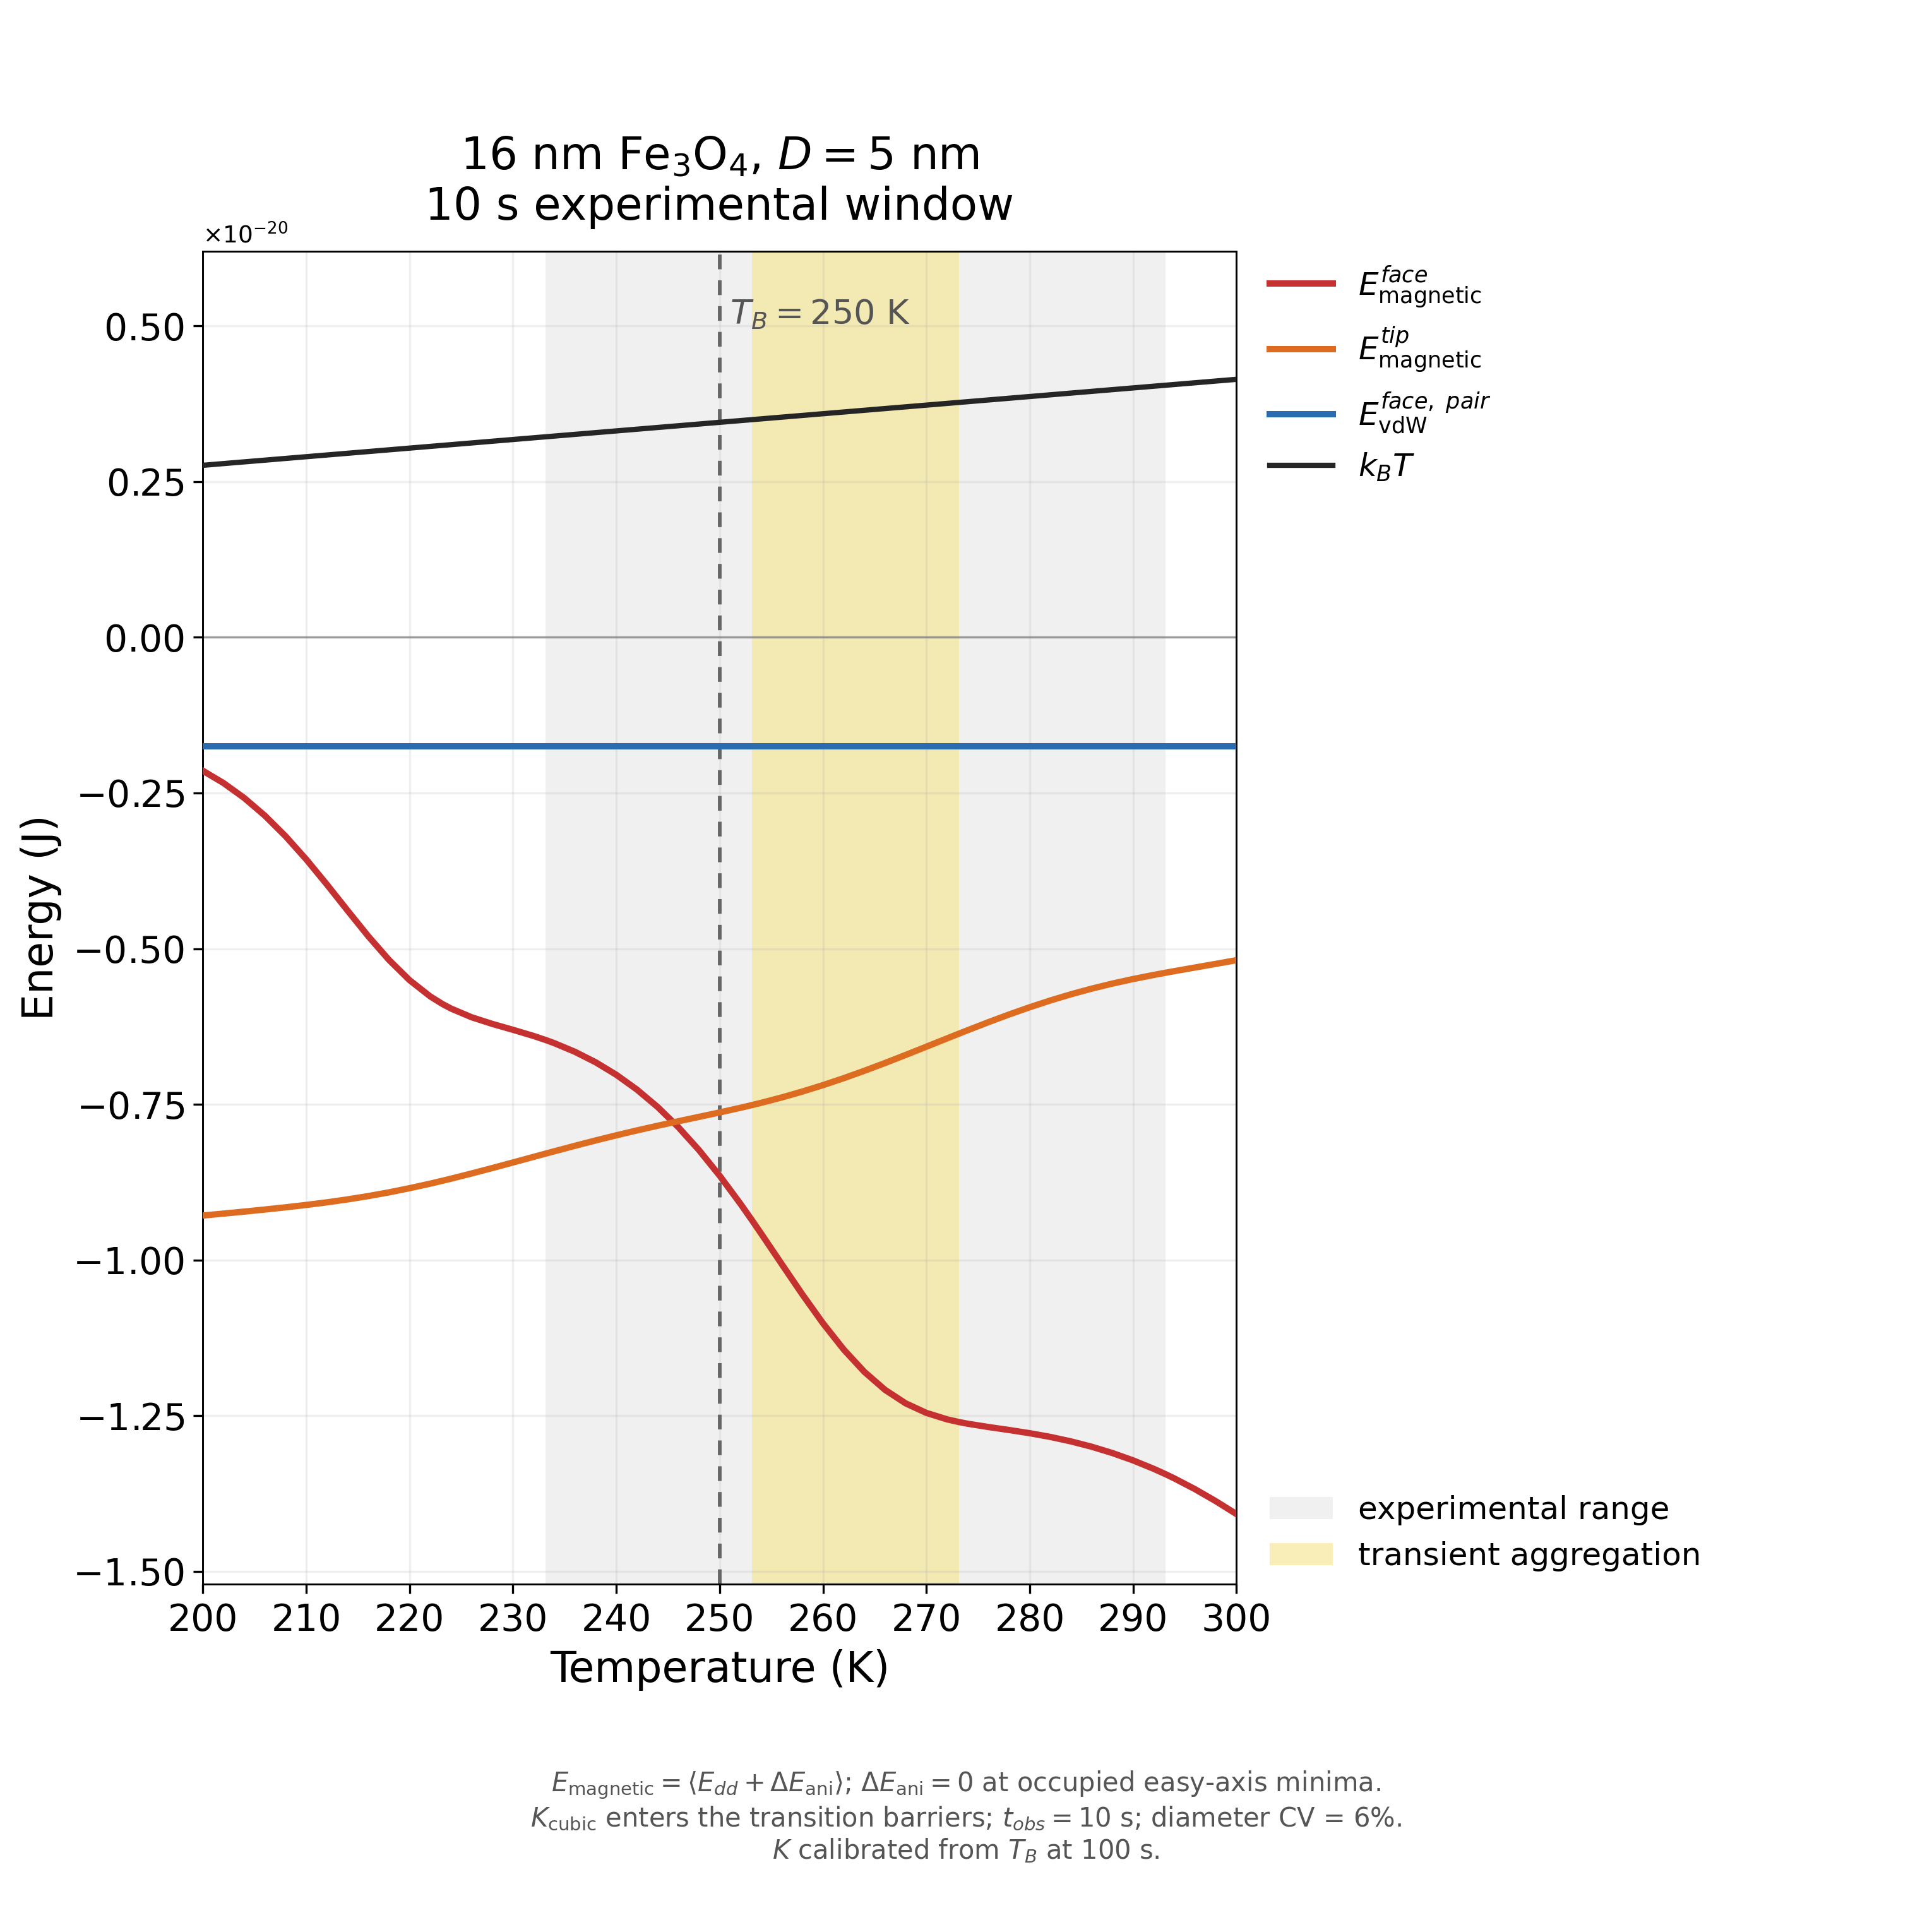 16 nm Fe₃O₄, D = 5 nm
10 s experimental window
×10⁻²⁰
T_B = 250 K
0.50
0.25
0.00
−0.25
−0.50
−0.75
−1.00
−1.25
−1.50
Energy (J)
200 210 220 230 240 250 260 270 280 290 300
Temperature (K)
E^face_magnetic
E^tip_magnetic
E^face, pair_vdW
k_BT
experimental range
transient aggregation
E_magnetic = ⟨E_dd + ΔE_ani⟩; ΔE_ani = 0 at occupied easy-axis minima.
K_cubic enters the transition barriers; t_obs = 10 s; diameter CV = 6%.
K calibrated from T_B at 100 s.